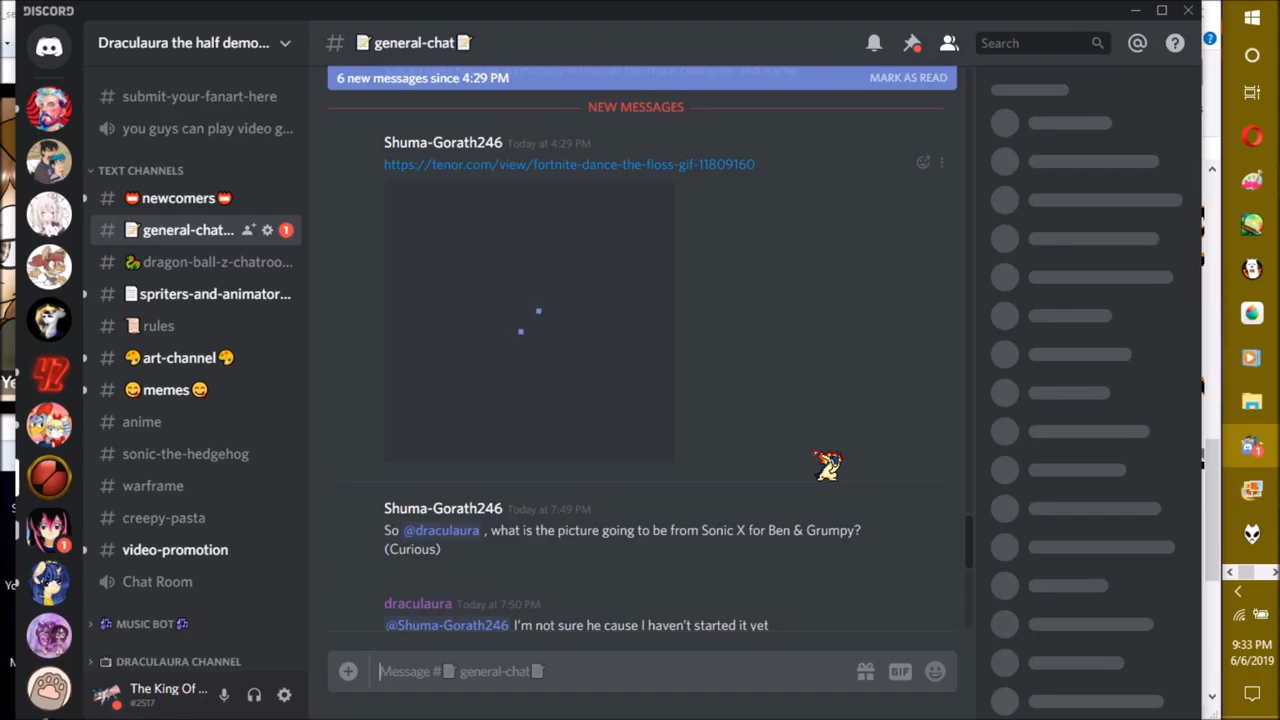 DISCORD
Draculaura the half demo...
general-chat
Search
6 new messages since 4:29 PM
MARK AS READ
NEW MESSAGES
submit-your-fanart-here
you guys can play video g...
TEXT CHANNELS
newcomers
general-chat...
1
dragon-ball-z-chatroo...
spriters-and-animator...
rules
art-channel
memes
anime
sonic-the-hedgehog
warframe
creepy-pasta
video-promotion
Chat Room
MUSIC BOT
DRACULAURA CHANNEL
The King Of ...
#2517
Shuma-Gorath246 Today at 4:29 PM
https://tenor.com/view/fortnite-dance-the-floss-gif-11809160
Shuma-Gorath246 Today at 7:49 PM
So @draculaura , what is the picture going to be from Sonic X for Ben & Grumpy?
(Curious)
draculaura Today at 7:50 PM
@Shuma-Gorath246 I'm not sure he cause I haven't started it yet
Message # general-chat
GIF
42
1
1
9:33 PM
6/6/2019